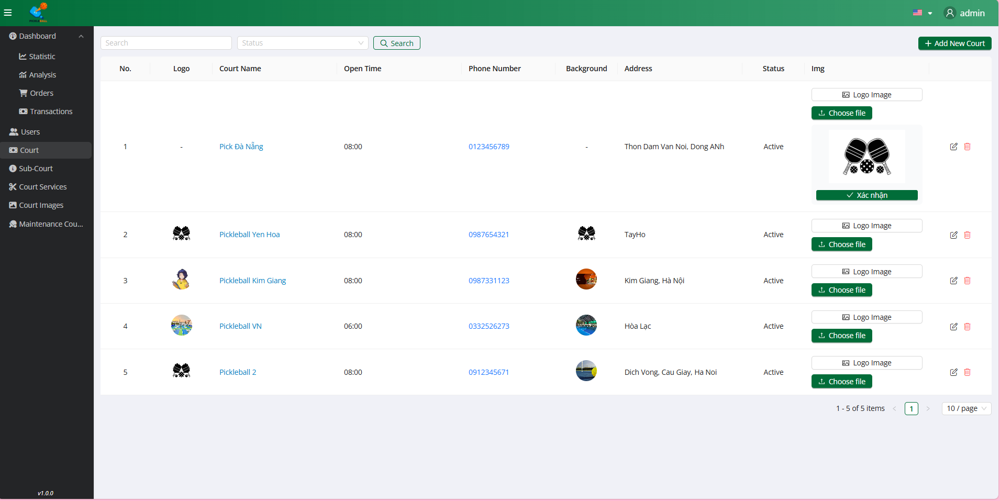 PICKLEBALL
admin
Dashboard
Statistic
Analysis
Orders
Transactions
Users
Court
Sub-Court
Court Services
Court Images
Maintenance Cou...
v1.0.0
Search
Status
Search
+ Add New Court
No. Logo Court Name Open Time Phone Number Background Address Status Img
Logo Image
Choose file
1 - Pick Đà Nẵng 08:00 0123456789 - Thon Dam Van Noi, Dong ANh Active
Xác nhận
Logo Image
2 Pickleball Yen Hoa 08:00 0987654321 TayHo Active
Choose file
Logo Image
3 Pickleball Kim Giang 08:00 0987331123 Kim Giang, Hà Nội Active
Choose file
Logo Image
4 Pickleball VN 06:00 0332526273 Hòa Lạc Active
Choose file
Logo Image
5 Pickleball 2 08:00 0912345671 Dich Vong, Cau Giay, Ha Noi Active
Choose file
1 - 5 of 5 items < 1 > 10 / page